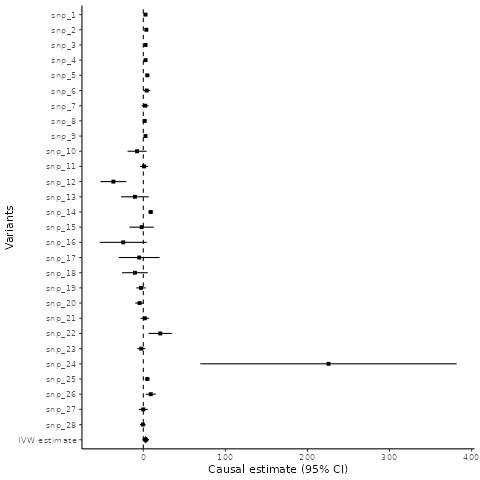 snp_1
snp_2
snp_3
snp_4
snp_5
snp_6
snp_7
snp_8
snp_9
snp_10
snp_11
snp_12
snp_13
snp_14
snp_15
snp_16
snp_17
snp_18
snp_19
snp_20
snp_21
snp_22
snp_23
snp_24
snp_25
snp_26
snp_27
snp_28
IVW estimate
Variants
0 100 200 300 400
Causal estimate (95% CI)